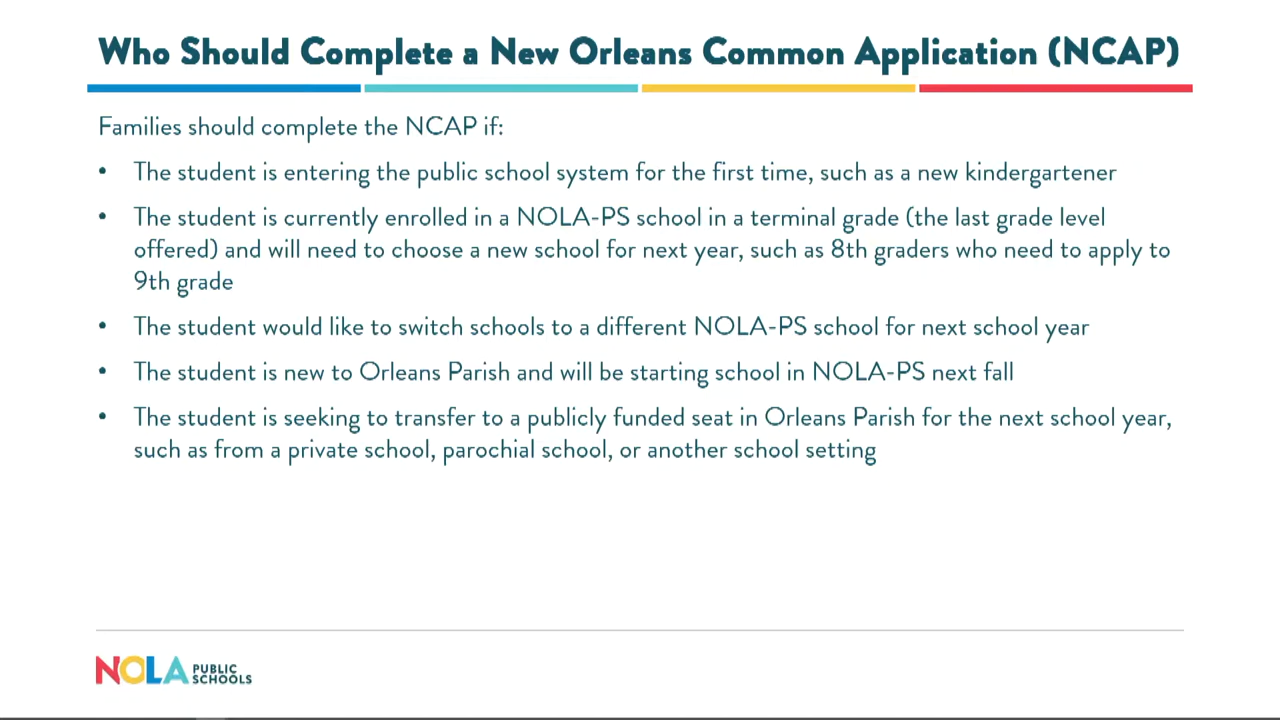 Who Should Complete a New Orleans Common Application (NCAP)
Families should complete the NCAP if:
• The student is entering the public school system for the first time, such as a new kindergartener
• The student is currently enrolled in a NOLA-PS school in a terminal grade (the last grade level
offered) and will need to choose a new school for next year, such as 8th graders who need to apply to
9th grade
• The student would like to switch schools to a different NOLA-PS school for next school year
• The student is new to Orleans Parish and will be starting school in NOLA-PS next fall
• The student is seeking to transfer to a publicly funded seat in Orleans Parish for the next school year,
such as from a private school, parochial school, or another school setting
NOLA PUBLIC
SCHOOLS